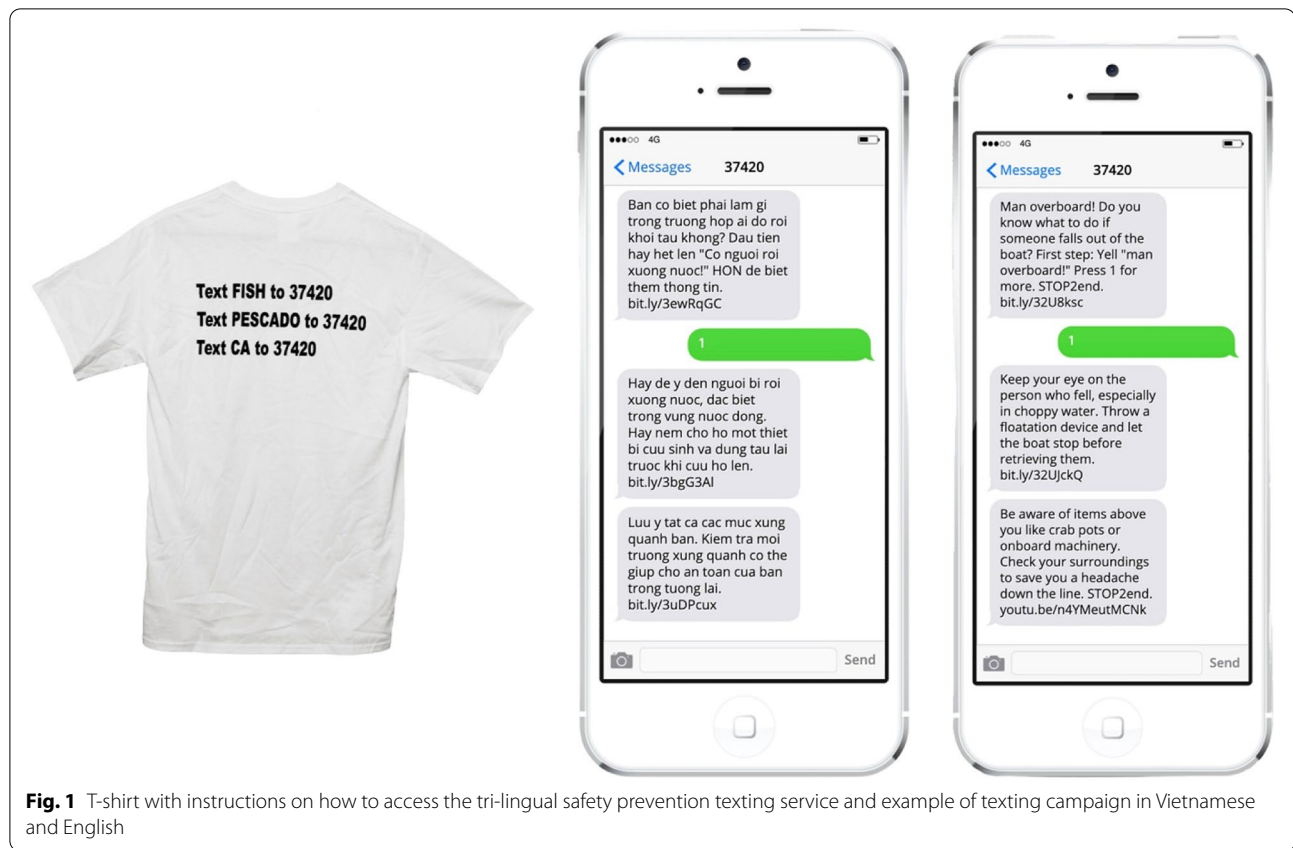 Text FISH to 37420
Text PESCADO to 37420
Text CA to 37420
4G
Messages 37420
Ban co biet phai lam gi
trong truong hop ai do roi
khoi tau khong? Dau tien
hay het len "Co nguoi roi
xuong nuoc!" HON de biet
them thong tin.
bit.ly/3ewRqGC
1
Hay de y den nguoi bi roi
xuong nuoc, dac biet
trong vung nuoc dong.
Hay nem cho ho mot thiet
bi cuu sinh va dung tau lai
truoc khi cuu ho len.
bit.ly/3bgG3Al
Luu y tat ca cac muc xung
quanh ban. Kiem tra moi
truong xung quanh co the
giup cho an toan cua ban
trong tuong lai.
bit.ly/3uDPcux
Send
4G
Messages 37420
Man overboard! Do you
know what to do if
someone falls out of the
boat? First step: Yell "man
overboard!" Press 1 for
more. STOP2end.
bit.ly/32U8ksc
1
Keep your eye on the
person who fell, especially
in choppy water. Throw a
floatation device and let
the boat stop before
retrieving them.
bit.ly/32UJckQ
Be aware of items above
you like crab pots or
onboard machinery.
Check your surroundings
to save you a headache
down the line. STOP2end.
youtu.be/n4YMeutMCNk
Send
Fig. 1 T-shirt with instructions on how to access the tri-lingual safety prevention texting service and example of texting campaign in Vietnamese
and English